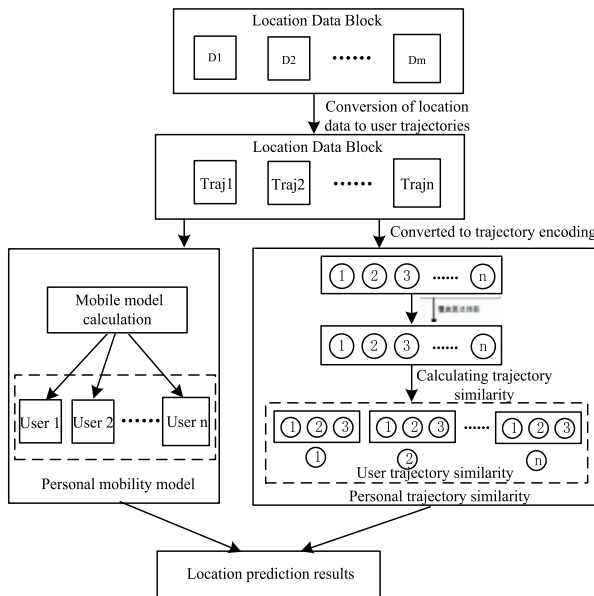 Location Data Block
D1 D2 ······ Dm
Conversion of location
data to user trajectories
Location Data Block
Traj1 Traj2 ······ Trajn
Converted to trajectory encoding
1 2 3 ······ n
Mobile model
calculation
1 2 3 ······ n
Calculating trajectory
similarity
User 1 User 2 ······ User n
1 2 3 1 2 3 ······ 1 2 3
1 2 n
User trajectory similarity
Personal mobility model
Personal trajectory similarity
Location prediction results